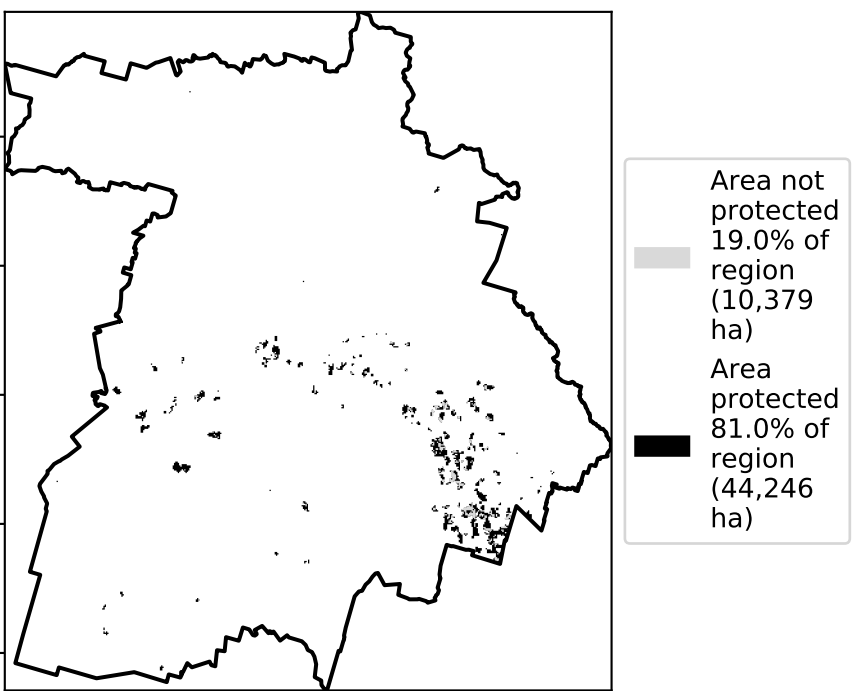 Area not
protected
19.0% of
region
(10,379
ha)
Area
protected
81.0% of
region
(44,246
ha)